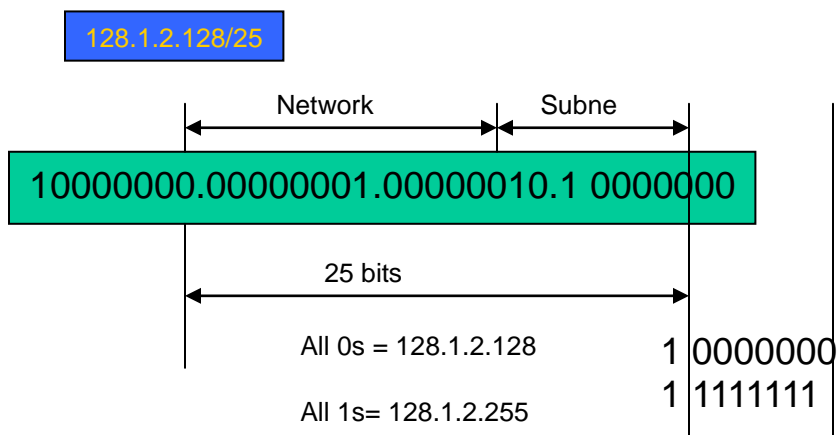 128.1.2.128/25
Network Subne
10000000.00000001.00000010.1 0000000
25 bits
All 0s = 128.1.2.128
1 0000000
1 1111111
All 1s= 128.1.2.255